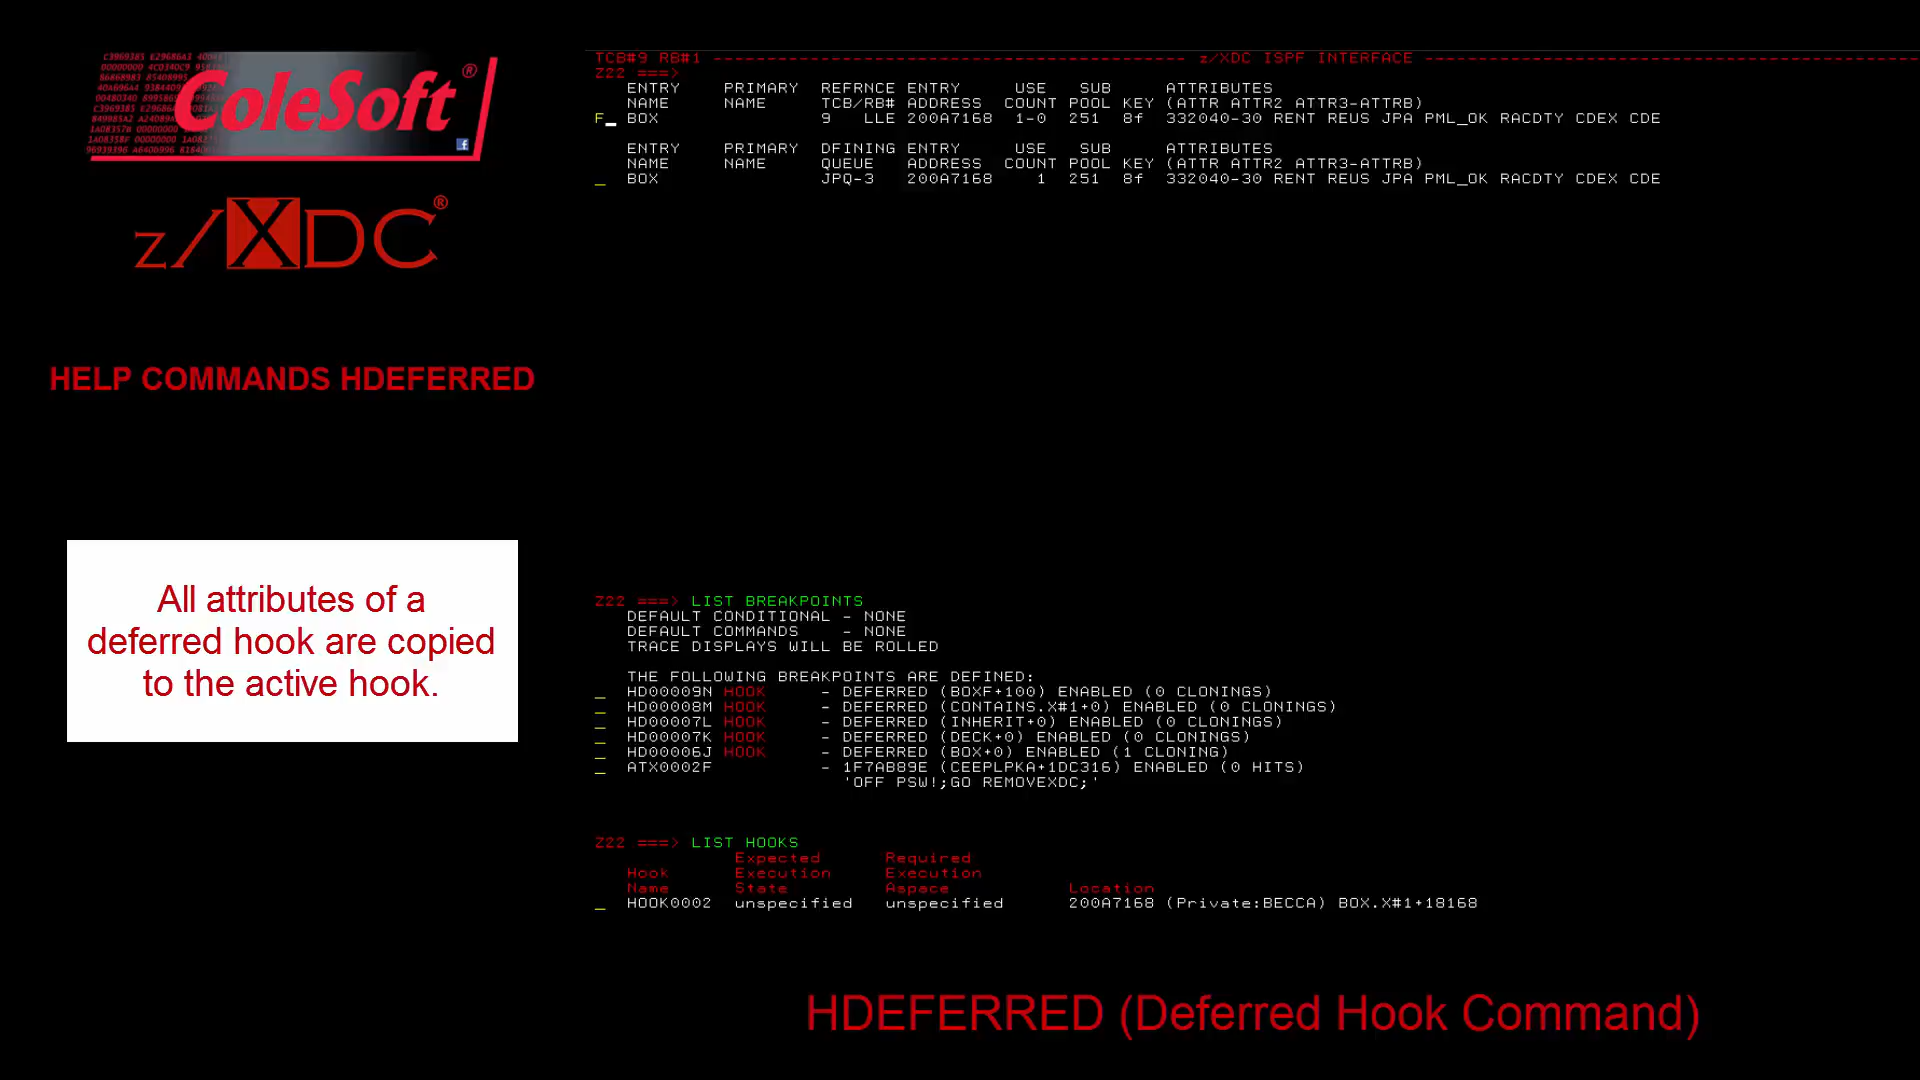 ColeSoft®
z/XDC®
HELP COMMANDS HDEFERRED
All attributes of a
deferred hook are copied
to the active hook.
TCB#9 RB#1 ------------------------------------------- z/XDC ISPF INTERFACE ----------------------------------------------
Z22 ===>
ENTRY PRIMARY REFRNCE ENTRY USE SUB ATTRIBUTES
NAME NAME TCB/RB# ADDRESS COUNT POOL KEY (ATTR ATTR2 ATTR3-ATTRB)
F_ BOX 9 LLE 200A7168 1-0 251 8f 332040-30 RENT REUS JPA PML_OK RACDTY CDEX CDE
ENTRY PRIMARY DFINING ENTRY USE SUB ATTRIBUTES
NAME NAME QUEUE ADDRESS COUNT POOL KEY (ATTR ATTR2 ATTR3-ATTRB)
_ BOX JPQ-3 200A7168 1 251 8f 332040-30 RENT REUS JPA PML_OK RACDTY CDEX CDE
Z22 ===> LIST BREAKPOINTS
DEFAULT CONDITIONAL - NONE
DEFAULT COMMANDS - NONE
TRACE DISPLAYS WILL BE ROLLED
THE FOLLOWING BREAKPOINTS ARE DEFINED:
_ HD00009N HOOK - DEFERRED (BOXF+100) ENABLED (0 CLONINGS)
_ HD00008M HOOK - DEFERRED (CONTAINS.X#1+0) ENABLED (0 CLONINGS)
_ HD00007L HOOK - DEFERRED (INHERIT+0) ENABLED (0 CLONINGS)
_ HD00007K HOOK - DEFERRED (DECK+0) ENABLED (0 CLONINGS)
_ HD00006J HOOK - DEFERRED (BOX+0) ENABLED (1 CLONING)
_ ATX0002F - 1F7AB89E (CEEPLPKA+1DC316) ENABLED (0 HITS)
'OFF PSW!;GO REMOVEXDC;'
Z22 ===> LIST HOOKS
Expected Required
Hook Execution Execution
Name State Aspace Location
_ HOOK0002 unspecified unspecified 200A7168 (Private:BECCA) BOX.X#1+18168
HDEFERRED (Deferred Hook Command)